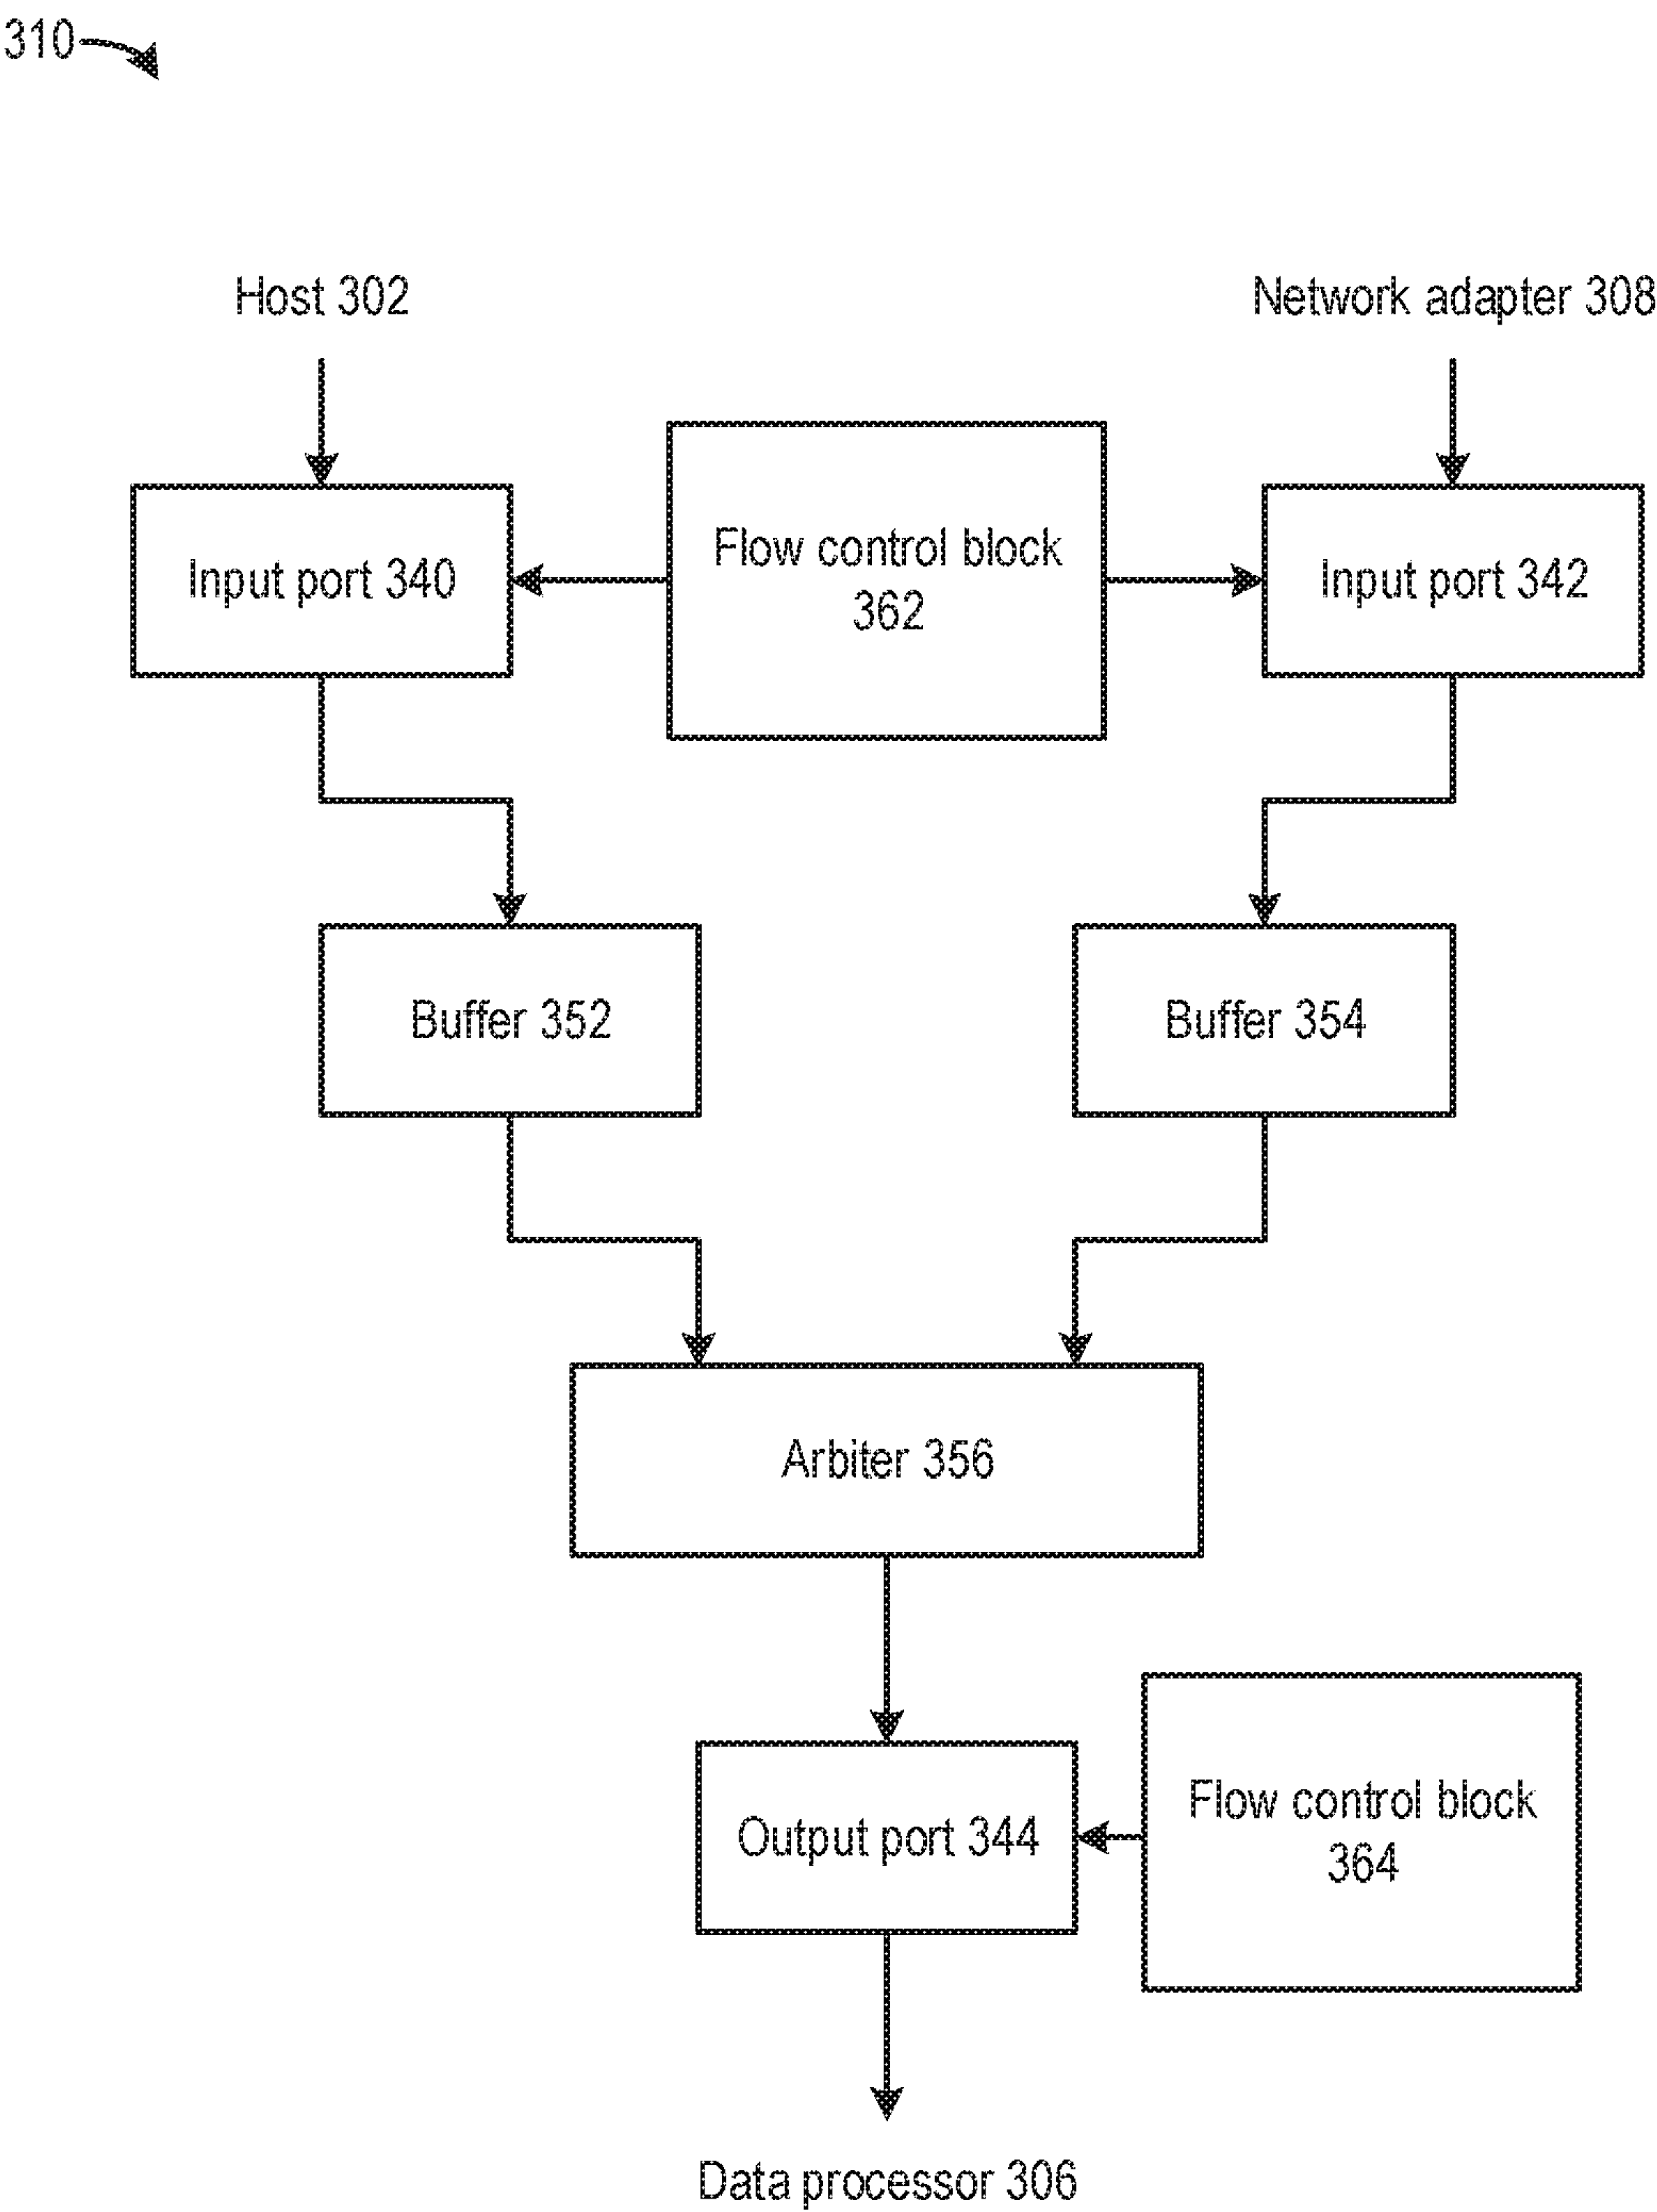 310
Host 302
Network adapter 308
Flow control block
362
Input port 340
Input port 342
Buffer 352
Buffer 354
Arbiter 356
Output port 344
Flow control block
364
Data processor 306